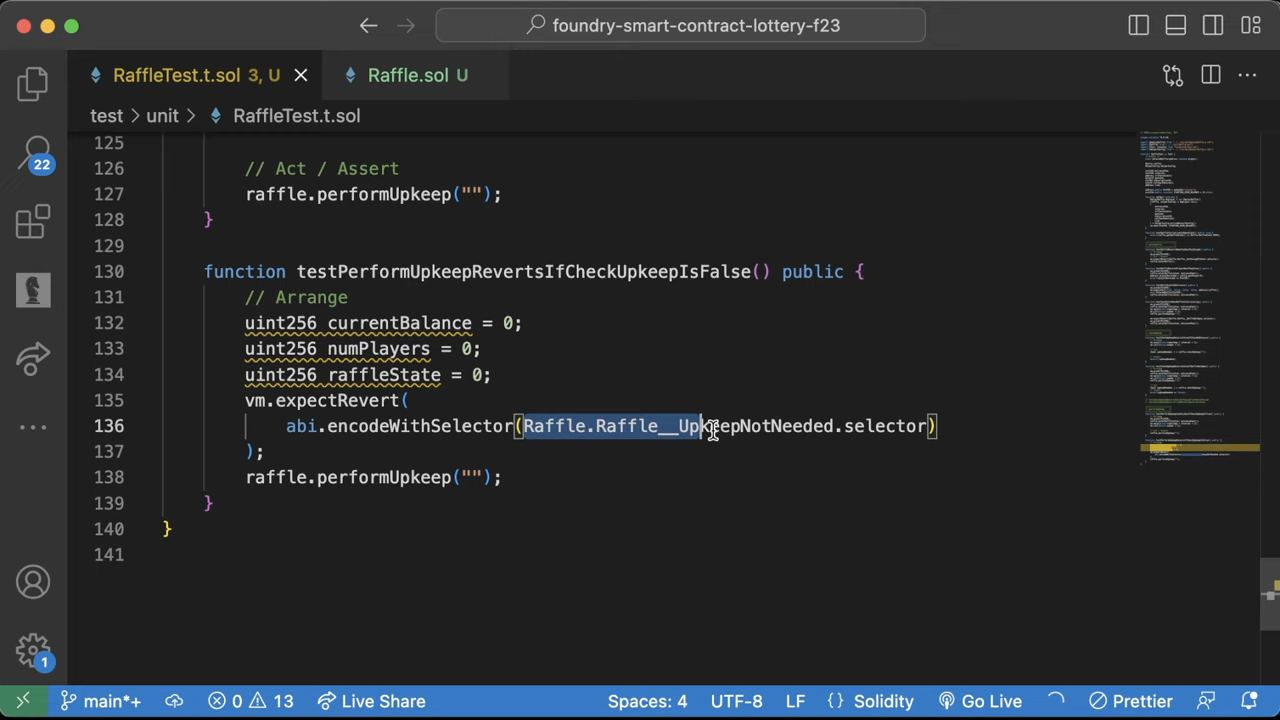 foundry-smart-contract-lottery-f23
RaffleTest.t.sol 3, U
Raffle.sol U
test > unit > RaffleTest.t.sol
22
125
126 // Act / Assert
127 raffle.performUpkeep("");
128 }
129
130 function testPerformUpkeepRevertsIfCheckUpkeepIsFalse() public {
131 // Arrange
132 uint256 currentBalance = 0;
133 uint256 numPlayers = 0;
134 uint256 raffleState = 0;
135 vm.expectRevert(
136 abi.encodeWithSelector(Raffle.Raffle__UpkeepNotNeeded.selector)
137 );
138 raffle.performUpkeep("");
139 }
140 }
141
1
main*+ 0 13 Live Share Spaces: 4 UTF-8 LF {} Solidity Go Live Prettier